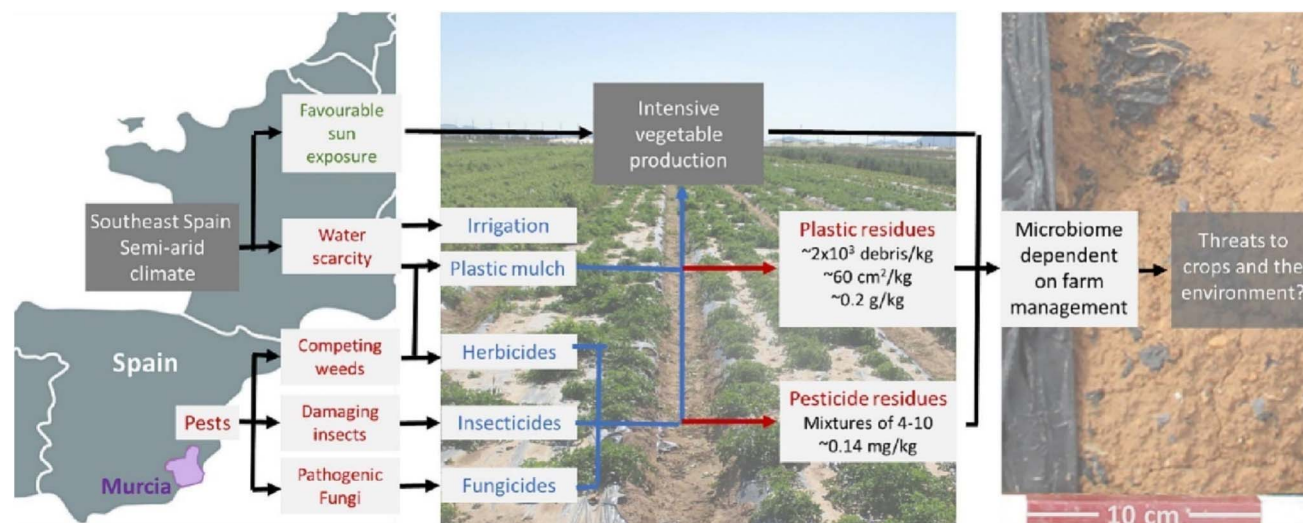 Favourable
sun
exposure
Southeast Spain
Semi-arid
climate
Water
scarcity
Spain
Pests
Competing
weeds
Damaging
insects
Pathogenic
Fungi
Murcia
Intensive
vegetable
production
Irrigation
Plastic mulch
Herbicides
Insecticides
Fungicides
Plastic residues
~2x10³ debris/kg
~60 cm²/kg
~0.2 g/kg
Pesticide residues
Mixtures of 4-10
~0.14 mg/kg
Microbiome
dependent
on farm
management
Threats to
crops and the
environment?
10 cm